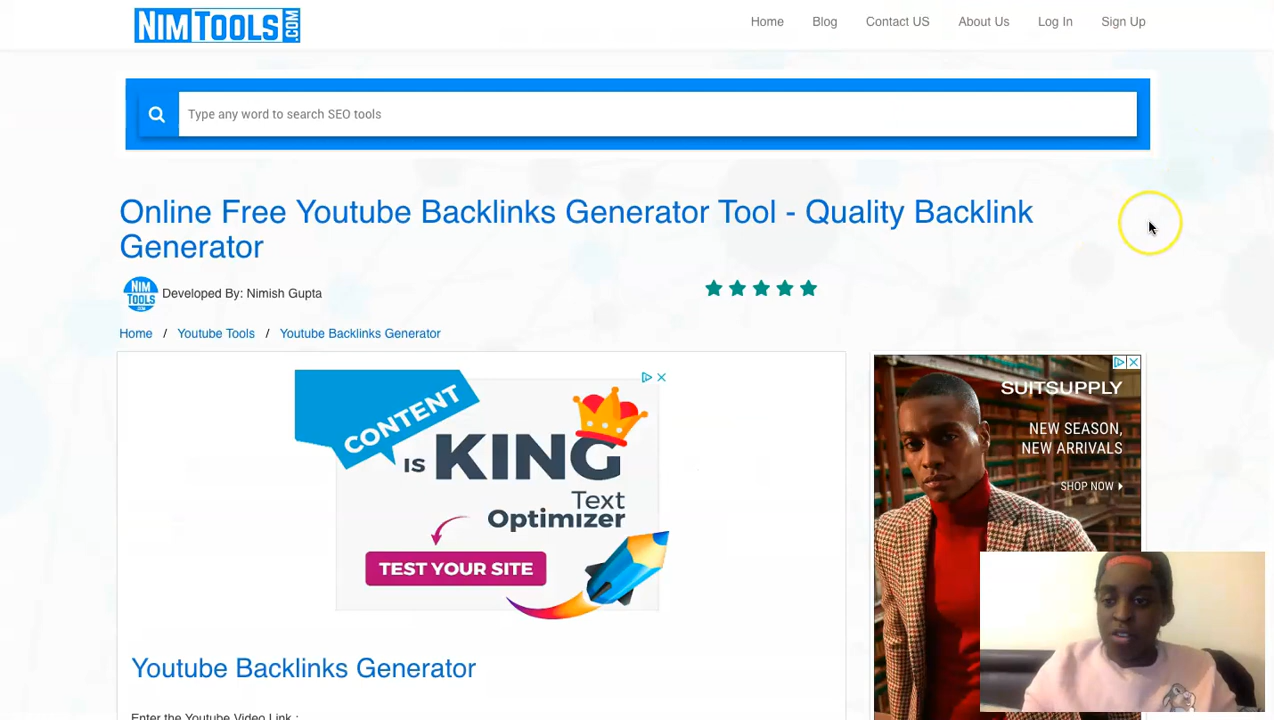 NIMTOOLS.COM
Home Blog Contact US About Us Log In Sign Up
Type any word to search SEO tools
Online Free Youtube Backlinks Generator Tool - Quality Backlink
Generator
NIM TOOLS .COM
Developed By: Nimish Gupta
Home / Youtube Tools / Youtube Backlinks Generator
CONTENT
IS KING
Text
Optimizer
TEST YOUR SITE
SUITSUPPLY
NEW SEASON,
NEW ARRIVALS
SHOP NOW
Youtube Backlinks Generator
Enter the Youtube Video Link :